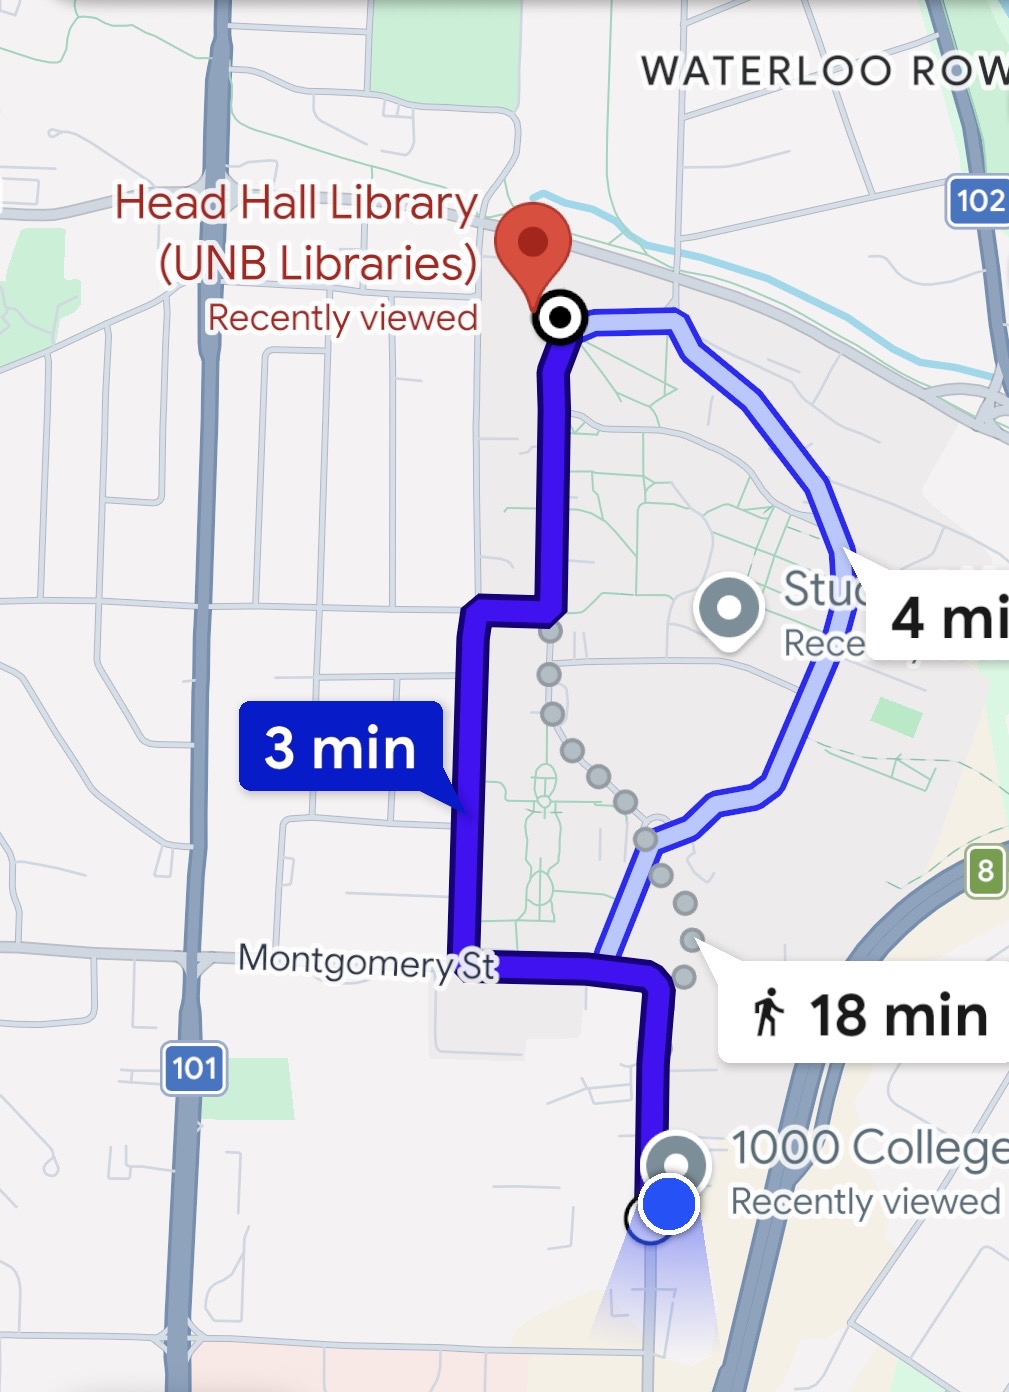 WATERLOO ROW
102
Head Hall Library
(UNB Libraries)
Recently viewed
4
3 min
8
Montgomery St
18 min
101
1000 College
Recently viewed